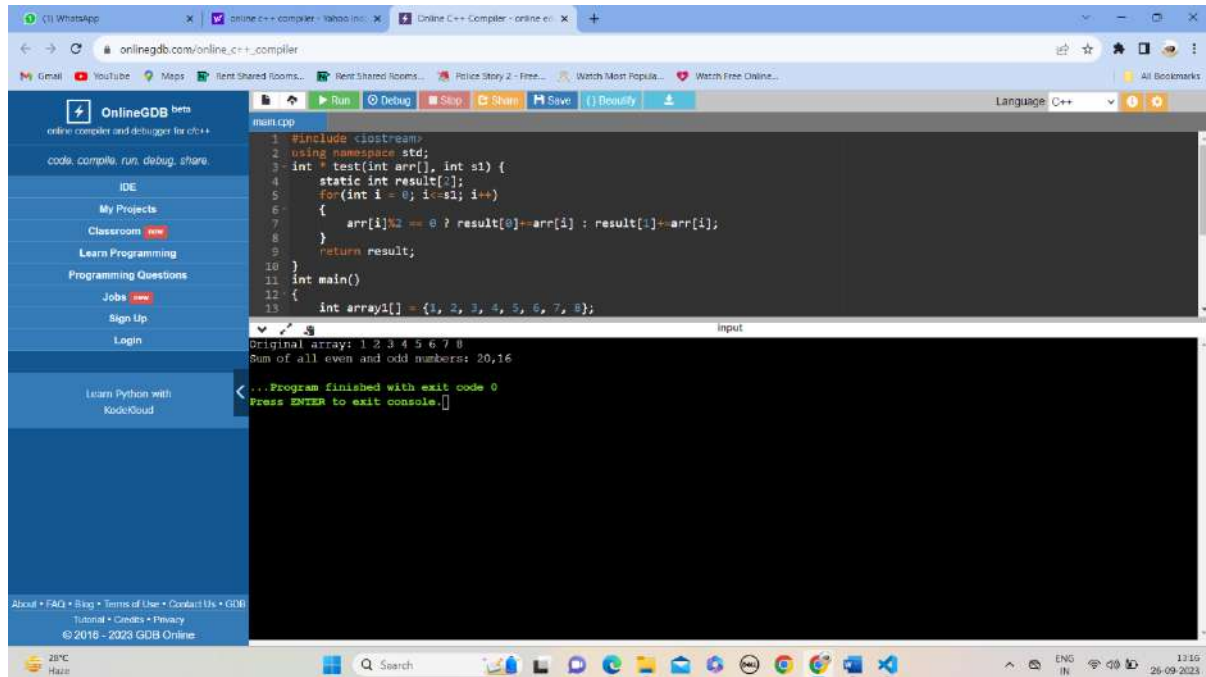 (1) WhatsApp
online c++ compiler - Yahoo Ind
Online C++ Compiler - online ed
onlinegdb.com/online_c++_compiler
Gmail
YouTube
Maps
Rent Shared Rooms...
Rent Shared Rooms...
Police Story 2 - Free...
Watch Most Popula...
Watch Free Online...
All Bookmarks
OnlineGDB beta
online compiler and debugger for c/c++
code. compile. run. debug. share.
IDE
My Projects
Classroom new
Learn Programming
Programming Questions
Jobs new
Sign Up
Login
Learn Python with
KodeKloud
About • FAQ • Blog • Terms of Use • Contact Us • GDB
Tutorial • Credits • Privacy
© 2016 - 2023 GDB Online
Run
Debug
Stop
Share
Save
{} Beautify
Language C++
main.cpp
1 #include <iostream>
2 using namespace std;
3 int * test(int arr[], int s1) {
4 static int result[2];
5 for(int i = 0; i<=s1; i++)
6 {
7 arr[i]%2 == 0 ? result[0]+=arr[i] : result[1]+=arr[i];
8 }
9 return result;
10 }
11 int main()
12 {
13 int array1[] = {1, 2, 3, 4, 5, 6, 7, 8};
input
Original array: 1 2 3 4 5 6 7 8
Sum of all even and odd numbers: 20,16
...Program finished with exit code 0
Press ENTER to exit console.
28°C
Haze
Search
DELL
ENG
IN
13:16
26-09-2023